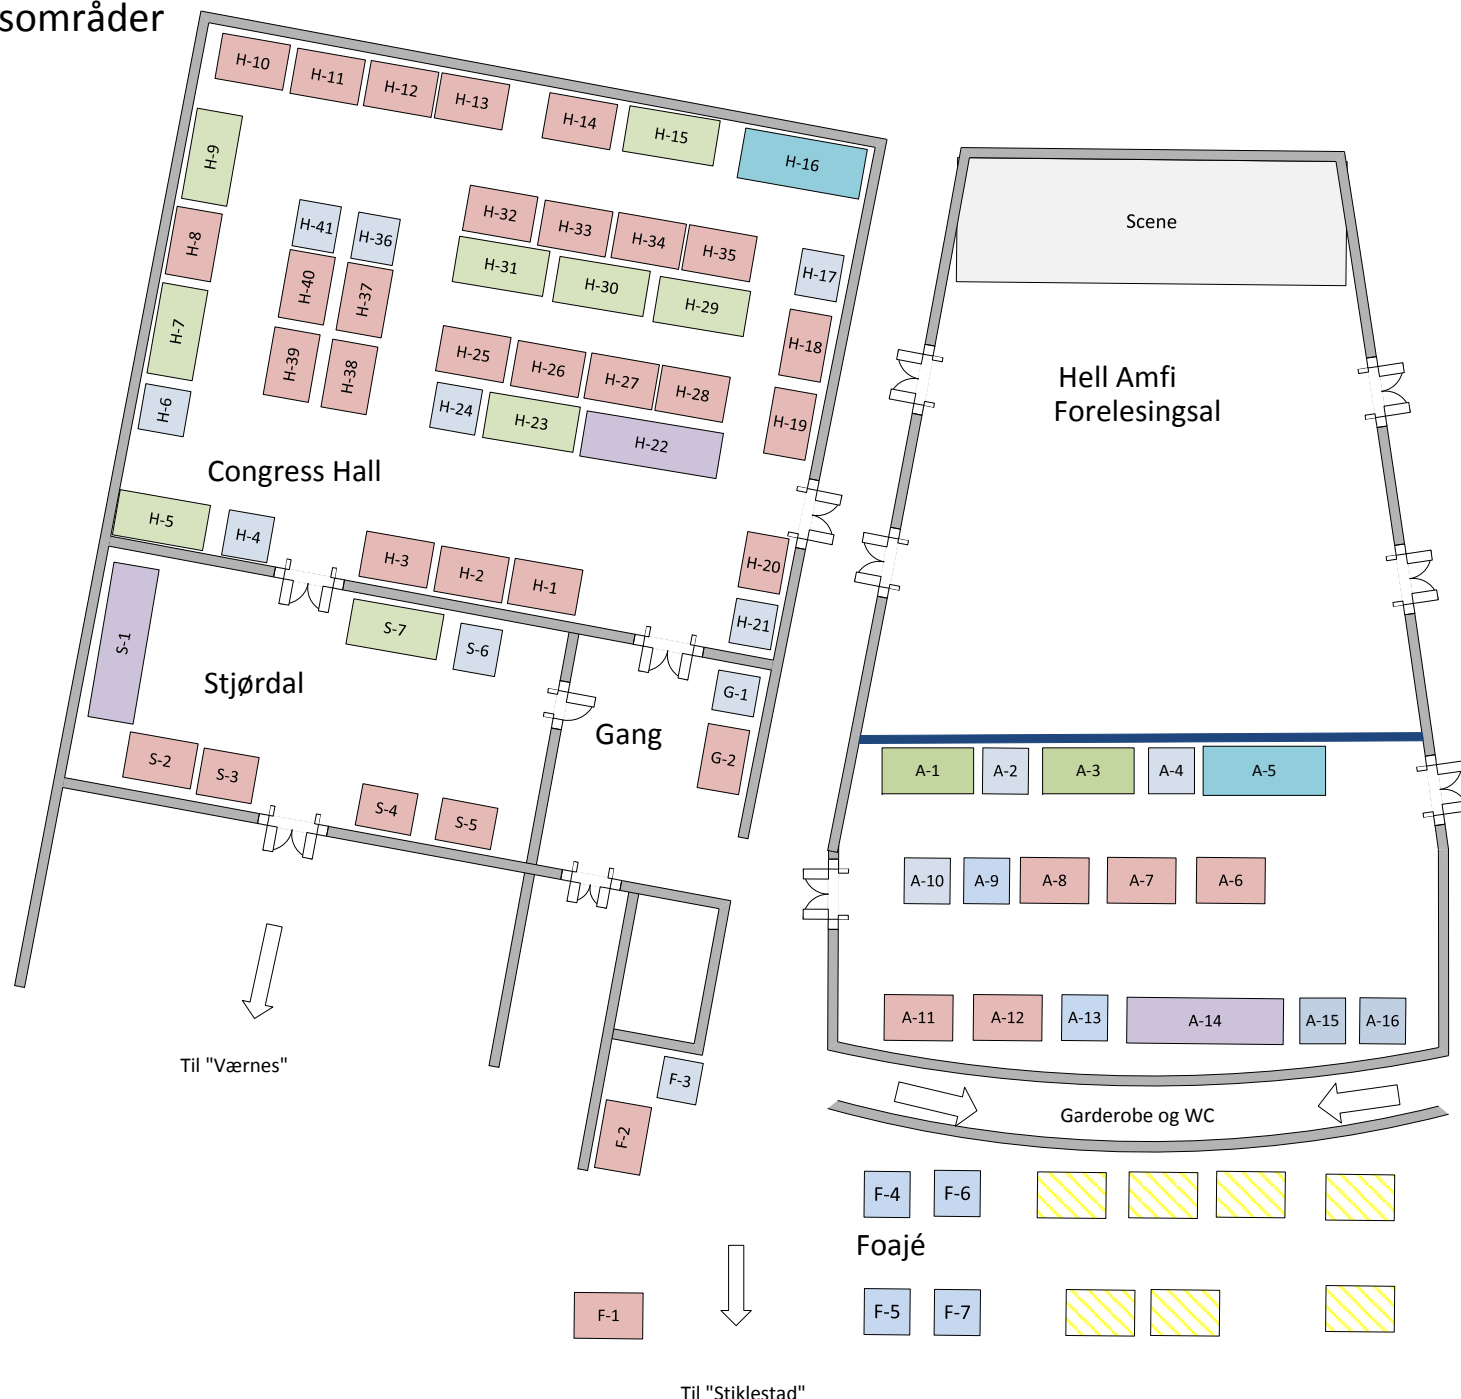 sområder
H-10
H-11
H-12
H-13
H-14
H-15
H-16
H-9
H-8
H-7
H-6
H-41
H-36
H-40
H-37
H-39
H-38
H-32
H-33
H-34
H-35
H-31
H-30
H-29
H-25
H-26
H-27
H-28
H-24
H-23
H-22
H-17
H-18
H-19
Congress Hall
H-5
H-4
H-3
H-2
H-1
H-20
H-21
S-1
S-7
S-6
Stjørdal
S-2
S-3
S-4
S-5
Gang
G-1
G-2
Scene
Hell Amfi
Forelesingsal
A-1
A-2
A-3
A-4
A-5
A-10
A-9
A-8
A-7
A-6
A-11
A-12
A-13
A-14
A-15
A-16
Garderobe og WC
Til "Værnes"
F-3
F-2
F-4
F-6
Foajé
F-5
F-7
F-1
Til "Stiklestad"